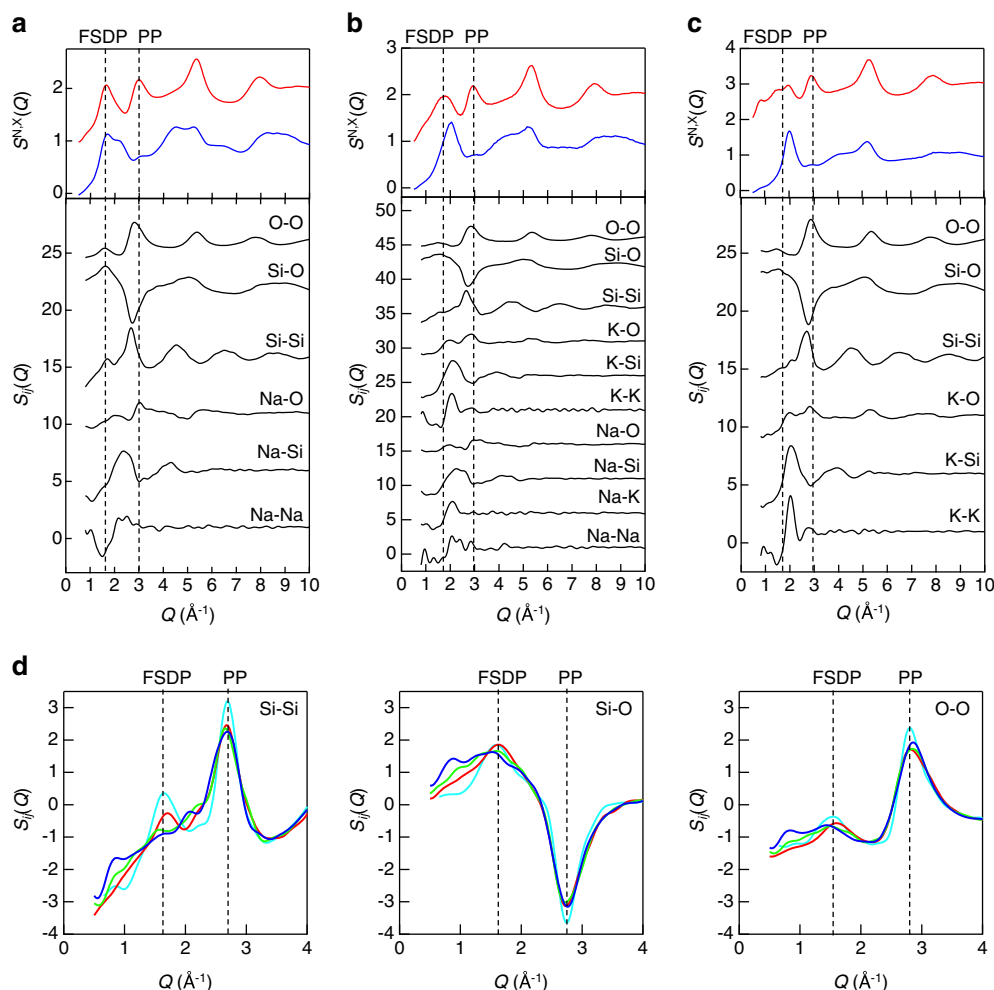 a
FSDP PP
S^N,X(Q)
2
1
0
S_ij(Q)
25
20
15
10
5
0
O-O
Si-O
Si-Si
Na-O
Na-Si
Na-Na
0 1 2 3 4 5 6 7 8 9 10
Q (Å⁻¹)
b
FSDP PP
3
2
1
0
50
45
40
35
30
25
20
15
10
5
0
O-O
Si-O
Si-Si
K-O
K-Si
K-K
Na-O
Na-Si
Na-K
Na-Na
0 1 2 3 4 5 6 7 8 9 10
Q (Å⁻¹)
c
FSDP PP
S^N,X(Q)
4
3
2
1
0
S_ij(Q)
25
20
15
10
5
0
O-O
Si-O
Si-Si
K-O
K-Si
K-K
0 1 2 3 4 5 6 7 8 9 10
Q (Å⁻¹)
d
FSDP PP
Si-Si
S_ij(Q)
3
2
1
0
-1
-2
-3
-4
0 1 2 3 4
Q (Å⁻¹)
FSDP PP
Si-O
S_ij(Q)
3
2
1
0
-1
-2
-3
-4
0 1 2 3 4
Q (Å⁻¹)
FSDP PP
O-O
S_ij(Q)
3
2
1
0
-1
-2
-3
-4
0 1 2 3 4
Q (Å⁻¹)